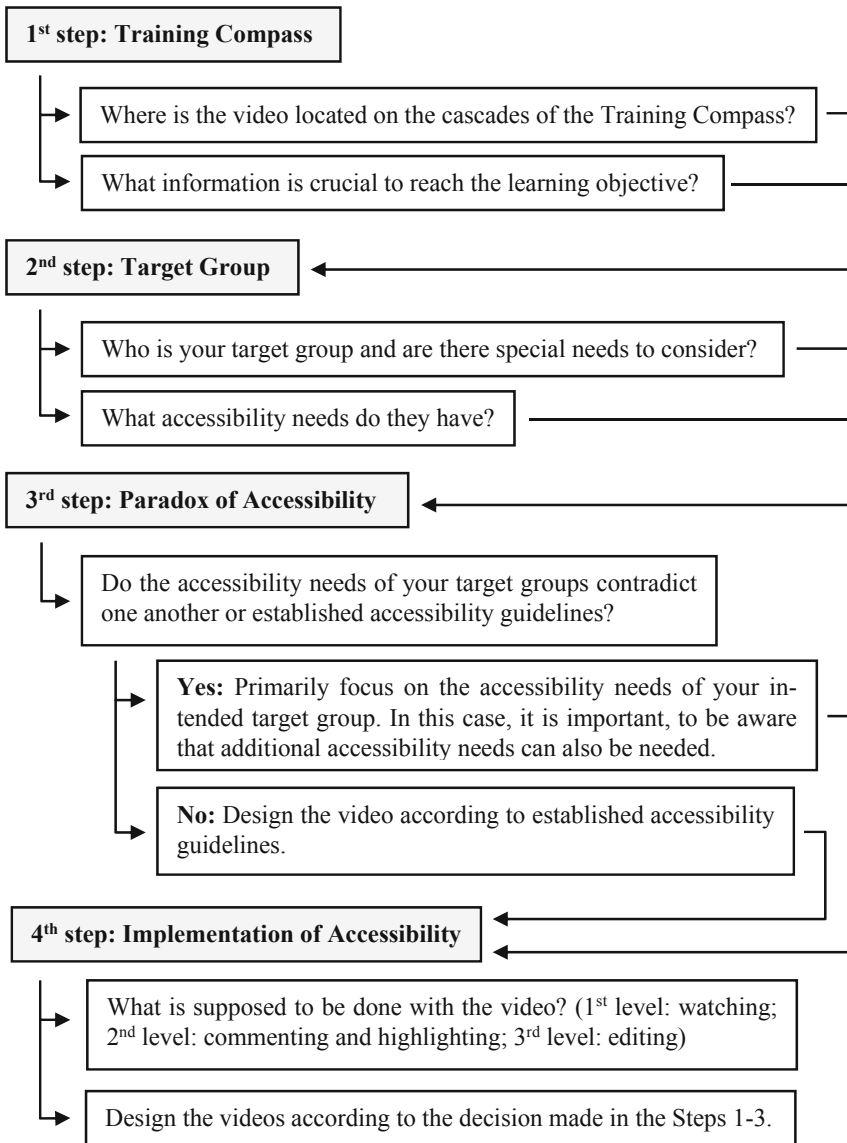 1st step: Training Compass
Where is the video located on the cascades of the Training Compass?
What information is crucial to reach the learning objective?
2nd step: Target Group
Who is your target group and are there special needs to consider?
What accessibility needs do they have?
3rd step: Paradox of Accessibility
Do the accessibility needs of your target groups contradict
one another or established accessibility guidelines?
Yes: Primarily focus on the accessibility needs of your in-
tended target group. In this case, it is important, to be aware
that additional accessibility needs can also be needed.
No: Design the video according to established accessibility
guidelines.
4th step: Implementation of Accessibility
What is supposed to be done with the video? (1st level: watching;
2nd level: commenting and highlighting; 3rd level: editing)
Design the videos according to the decision made in the Steps 1-3.